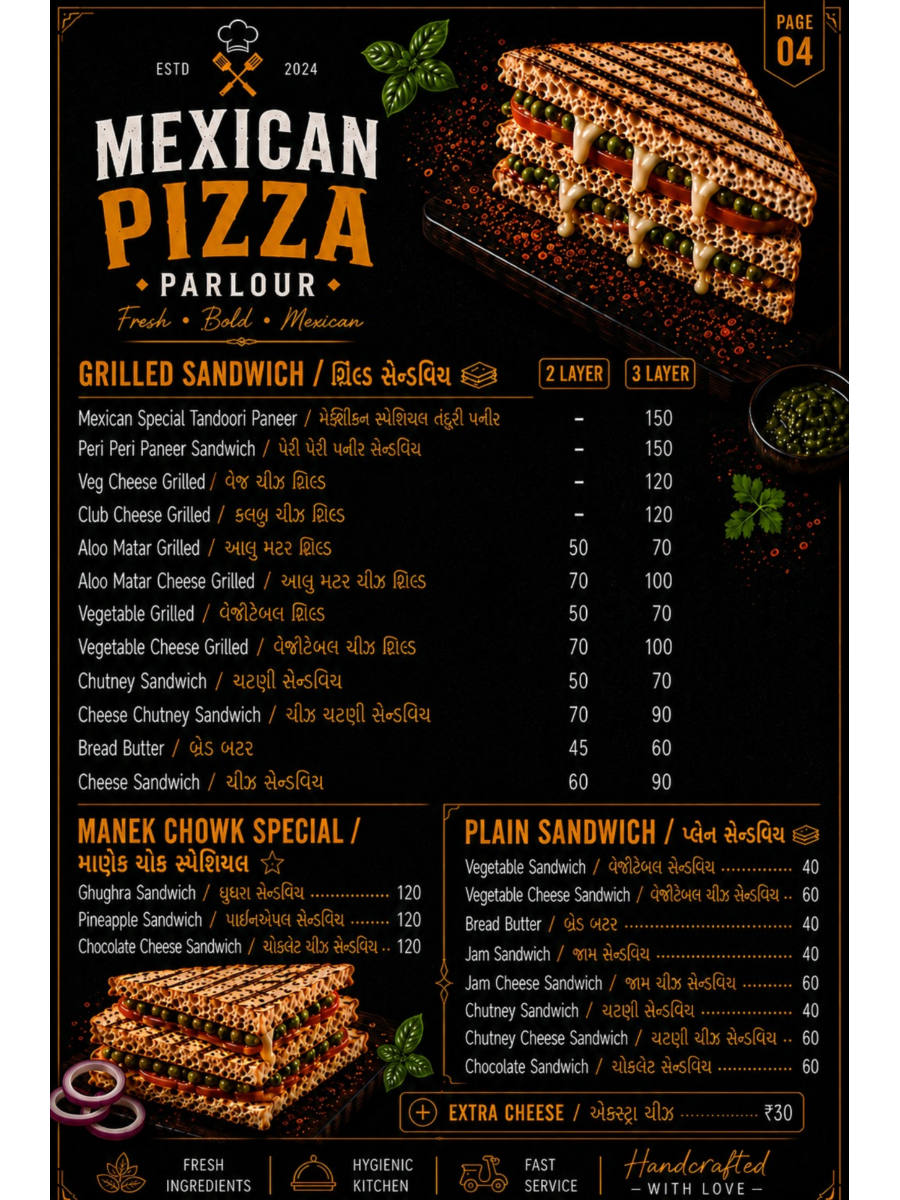 PAGE
04
ESTD 2024
MEXICAN
PIZZA
PARLOUR
Fresh • Bold • Mexican
GRILLED SANDWICH / ગ્રિલ્ડ સેન્ડવિચ 2 LAYER 3 LAYER
Mexican Special Tandoori Paneer / મેક્ષીકન સ્પેશિયલ તંદૂરી પનીર – 150
Peri Peri Paneer Sandwich / પેરી પેરી પનીર સેન્ડવિચ – 150
Veg Cheese Grilled / વેજ ચીઝ ગ્રિલ્ડ – 120
Club Cheese Grilled / કલબુ ચીઝ ગ્રિલ્ડ – 120
Aloo Matar Grilled / આલુ મટર ગ્રિલ્ડ 50 70
Aloo Matar Cheese Grilled / આલુ મટર ચીઝ ગ્રિલ્ડ 70 100
Vegetable Grilled / વેજીટેબલ ગ્રિલ્ડ 50 70
Vegetable Cheese Grilled / વેજીટેબલ ચીઝ ગ્રિલ્ડ 70 100
Chutney Sandwich / ચટણી સેન્ડવિચ 50 70
Cheese Chutney Sandwich / ચીઝ ચટણી સેન્ડવિચ 70 90
Bread Butter / બ્રેડ બટર 45 60
Cheese Sandwich / ચીઝ સેન્ડવિચ 60 90
MANEK CHOWK SPECIAL /
માણેક ચોક સ્પેશિયલ
Ghughra Sandwich / ઘુઘરા સેન્ડવિચ ................ 120
Pineapple Sandwich / પાઈનએપલ સેન્ડવિચ ........ 120
Chocolate Cheese Sandwich / ચોકલેટ ચીઝ સેન્ડવિચ .. 120
PLAIN SANDWICH / પ્લેન સેન્ડવિચ
Vegetable Sandwich / વેજીટેબલ સેન્ડવિચ .............. 40
Vegetable Cheese Sandwich / વેજીટેબલ ચીઝ સેન્ડવિચ .. 60
Bread Butter / બ્રેડ બટર ................................. 40
Jam Sandwich / જામ સેન્ડવિચ ........................... 40
Jam Cheese Sandwich / જામ ચીઝ સેન્ડવિચ ............ 60
Chutney Sandwich / ચટણી સેન્ડવિચ .................. 40
Chutney Cheese Sandwich / ચટણી ચીઝ સેન્ડવિચ .. 60
Chocolate Sandwich / ચોકલેટ સેન્ડવિચ ............... 60
+ EXTRA CHEESE / એક્સ્ટ્રા ચીઝ .............. ₹30
FRESH
INGREDIENTS
HYGIENIC
KITCHEN
FAST
SERVICE
Handcrafted
– WITH LOVE –